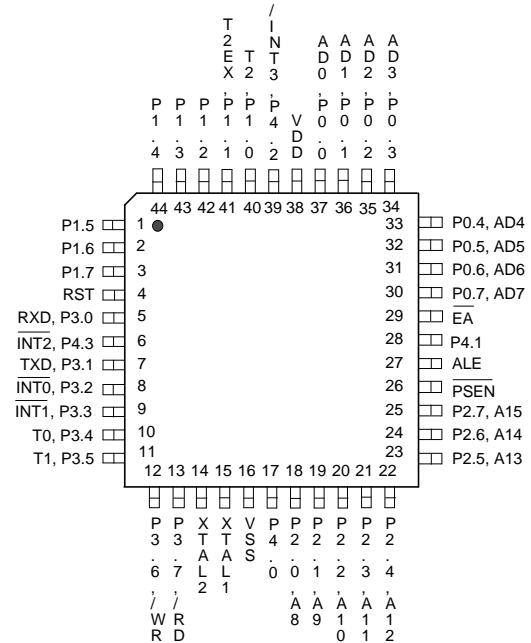 T2EX, P1.1
T2, P1.0
/INT3, P4.2
AD0, P0.0
AD1, P0.1
AD2, P0.2
AD3, P0.3
P1.4
P1.3
P1.2
VDD
44 43 42 41 40 39 38 37 36 35 34
P1.5 1
P1.6 2
P1.7 3
RST 4
RXD, P3.0 5
INT2, P4.3 6
TXD, P3.1 7
INT0, P3.2 8
INT1, P3.3 9
T0, P3.4 10
T1, P3.5 11
33 P0.4, AD4
32 P0.5, AD5
31 P0.6, AD6
30 P0.7, AD7
29 EA
28 P4.1
27 ALE
26 PSEN
25 P2.7, A15
24 P2.6, A14
23 P2.5, A13
12 13 14 15 16 17 18 19 20 21 22
P3.6, /WR
P3.7, /RD
XTAL2
XTAL1
VSS
P4.0
P2.0, A8
P2.1, A9
P2.2, A10
P2.3, A11
P2.4, A12